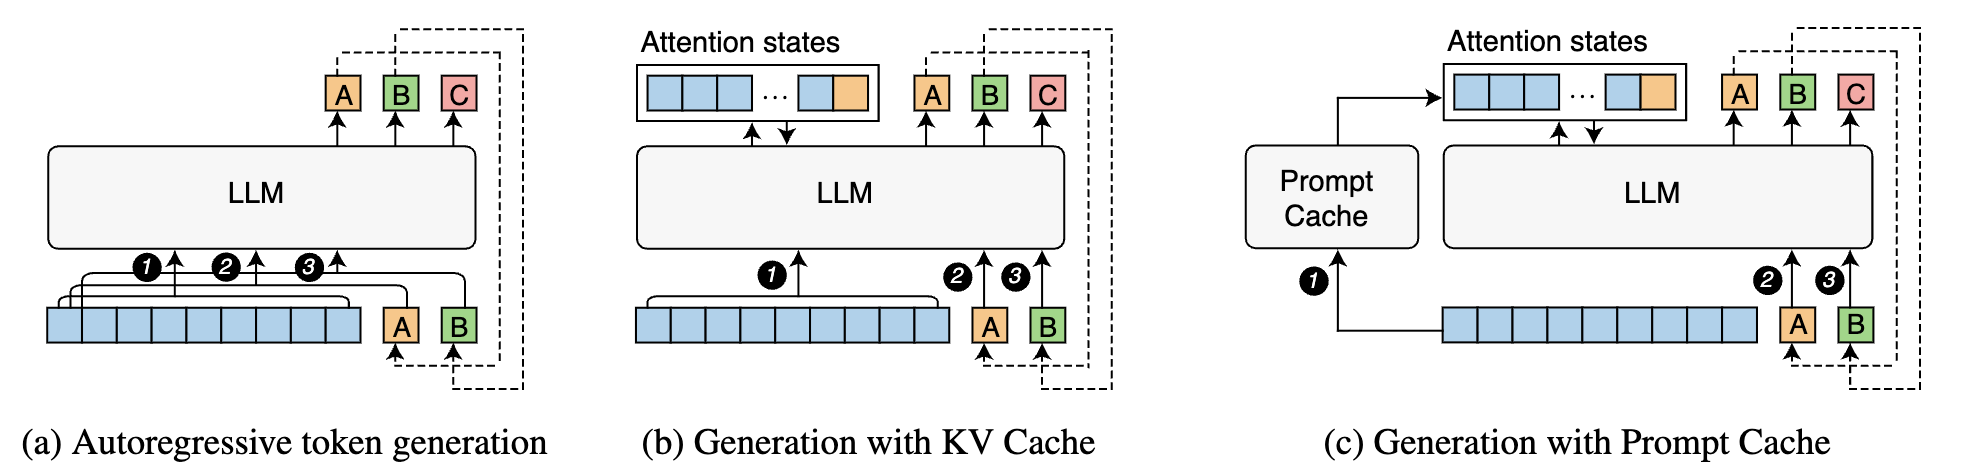 A B C
LLM
1 2 3
A B
(a) Autoregressive token generation
Attention states
... A B C
LLM
1 2 3
A B
(b) Generation with KV Cache
Attention states
... A B C
Prompt
Cache
LLM
1 2 3
A B
(c) Generation with Prompt Cache